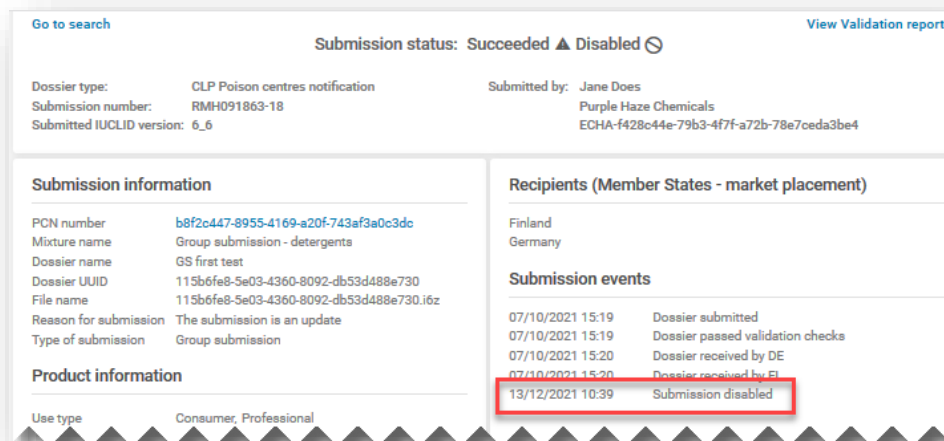 Go to search
View Validation report
Submission status: Succeeded Disabled
Dossier type: CLP Poison centres notification
Submission number: RMH091863-18
Submitted IUCLID version: 6_6
Submitted by: Jane Does
Purple Haze Chemicals
ECHA-f428c44e-79b3-4f7f-a72b-78e7ceda3be4
Submission information
PCN number b8f2c447-8955-4169-a20f-743af3a0c3dc
Mixture name Group submission - detergents
Dossier name GS first test
Dossier UUID 115b6fe8-5e03-4360-8092-db53d488e730
File name 115b6fe8-5e03-4360-8092-db53d488e730.i6z
Reason for submission The submission is an update
Type of submission Group submission
Product information
Use type Consumer, Professional
Recipients (Member States - market placement)
Finland
Germany
Submission events
07/10/2021 15:19 Dossier submitted
07/10/2021 15:19 Dossier passed validation checks
07/10/2021 15:20 Dossier received by DE
07/10/2021 15:20 Dossier received by FI
13/12/2021 10:39 Submission disabled